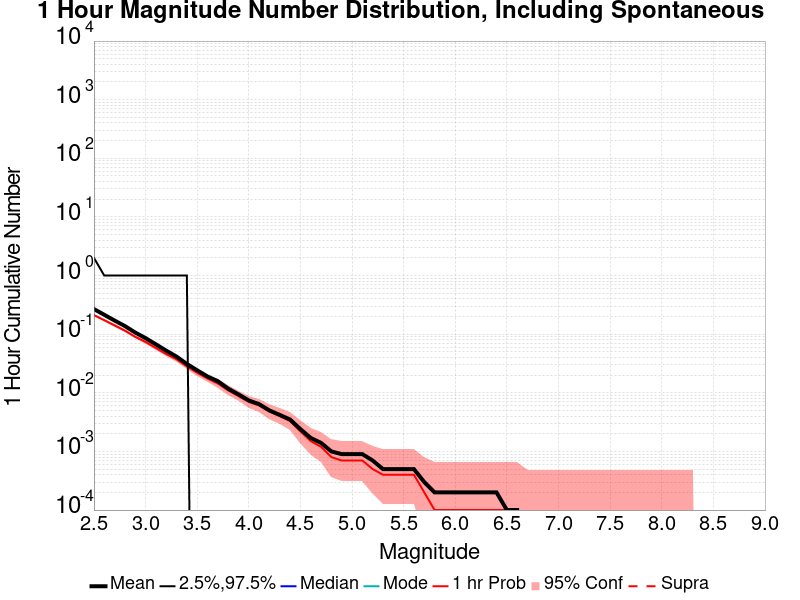 1 Hour Magnitude Number Distribution, Including Spontaneous
10^4
10^3
10^2
10^1
10^0
10^-1
10^-2
10^-3
10^-4
1 Hour Cumulative Number
2.5 3.0 3.5 4.0 4.5 5.0 5.5 6.0 6.5 7.0 7.5 8.0 8.5 9.0
Magnitude
Mean 2.5%,97.5% Median Mode 1 hr Prob 95% Conf Supra